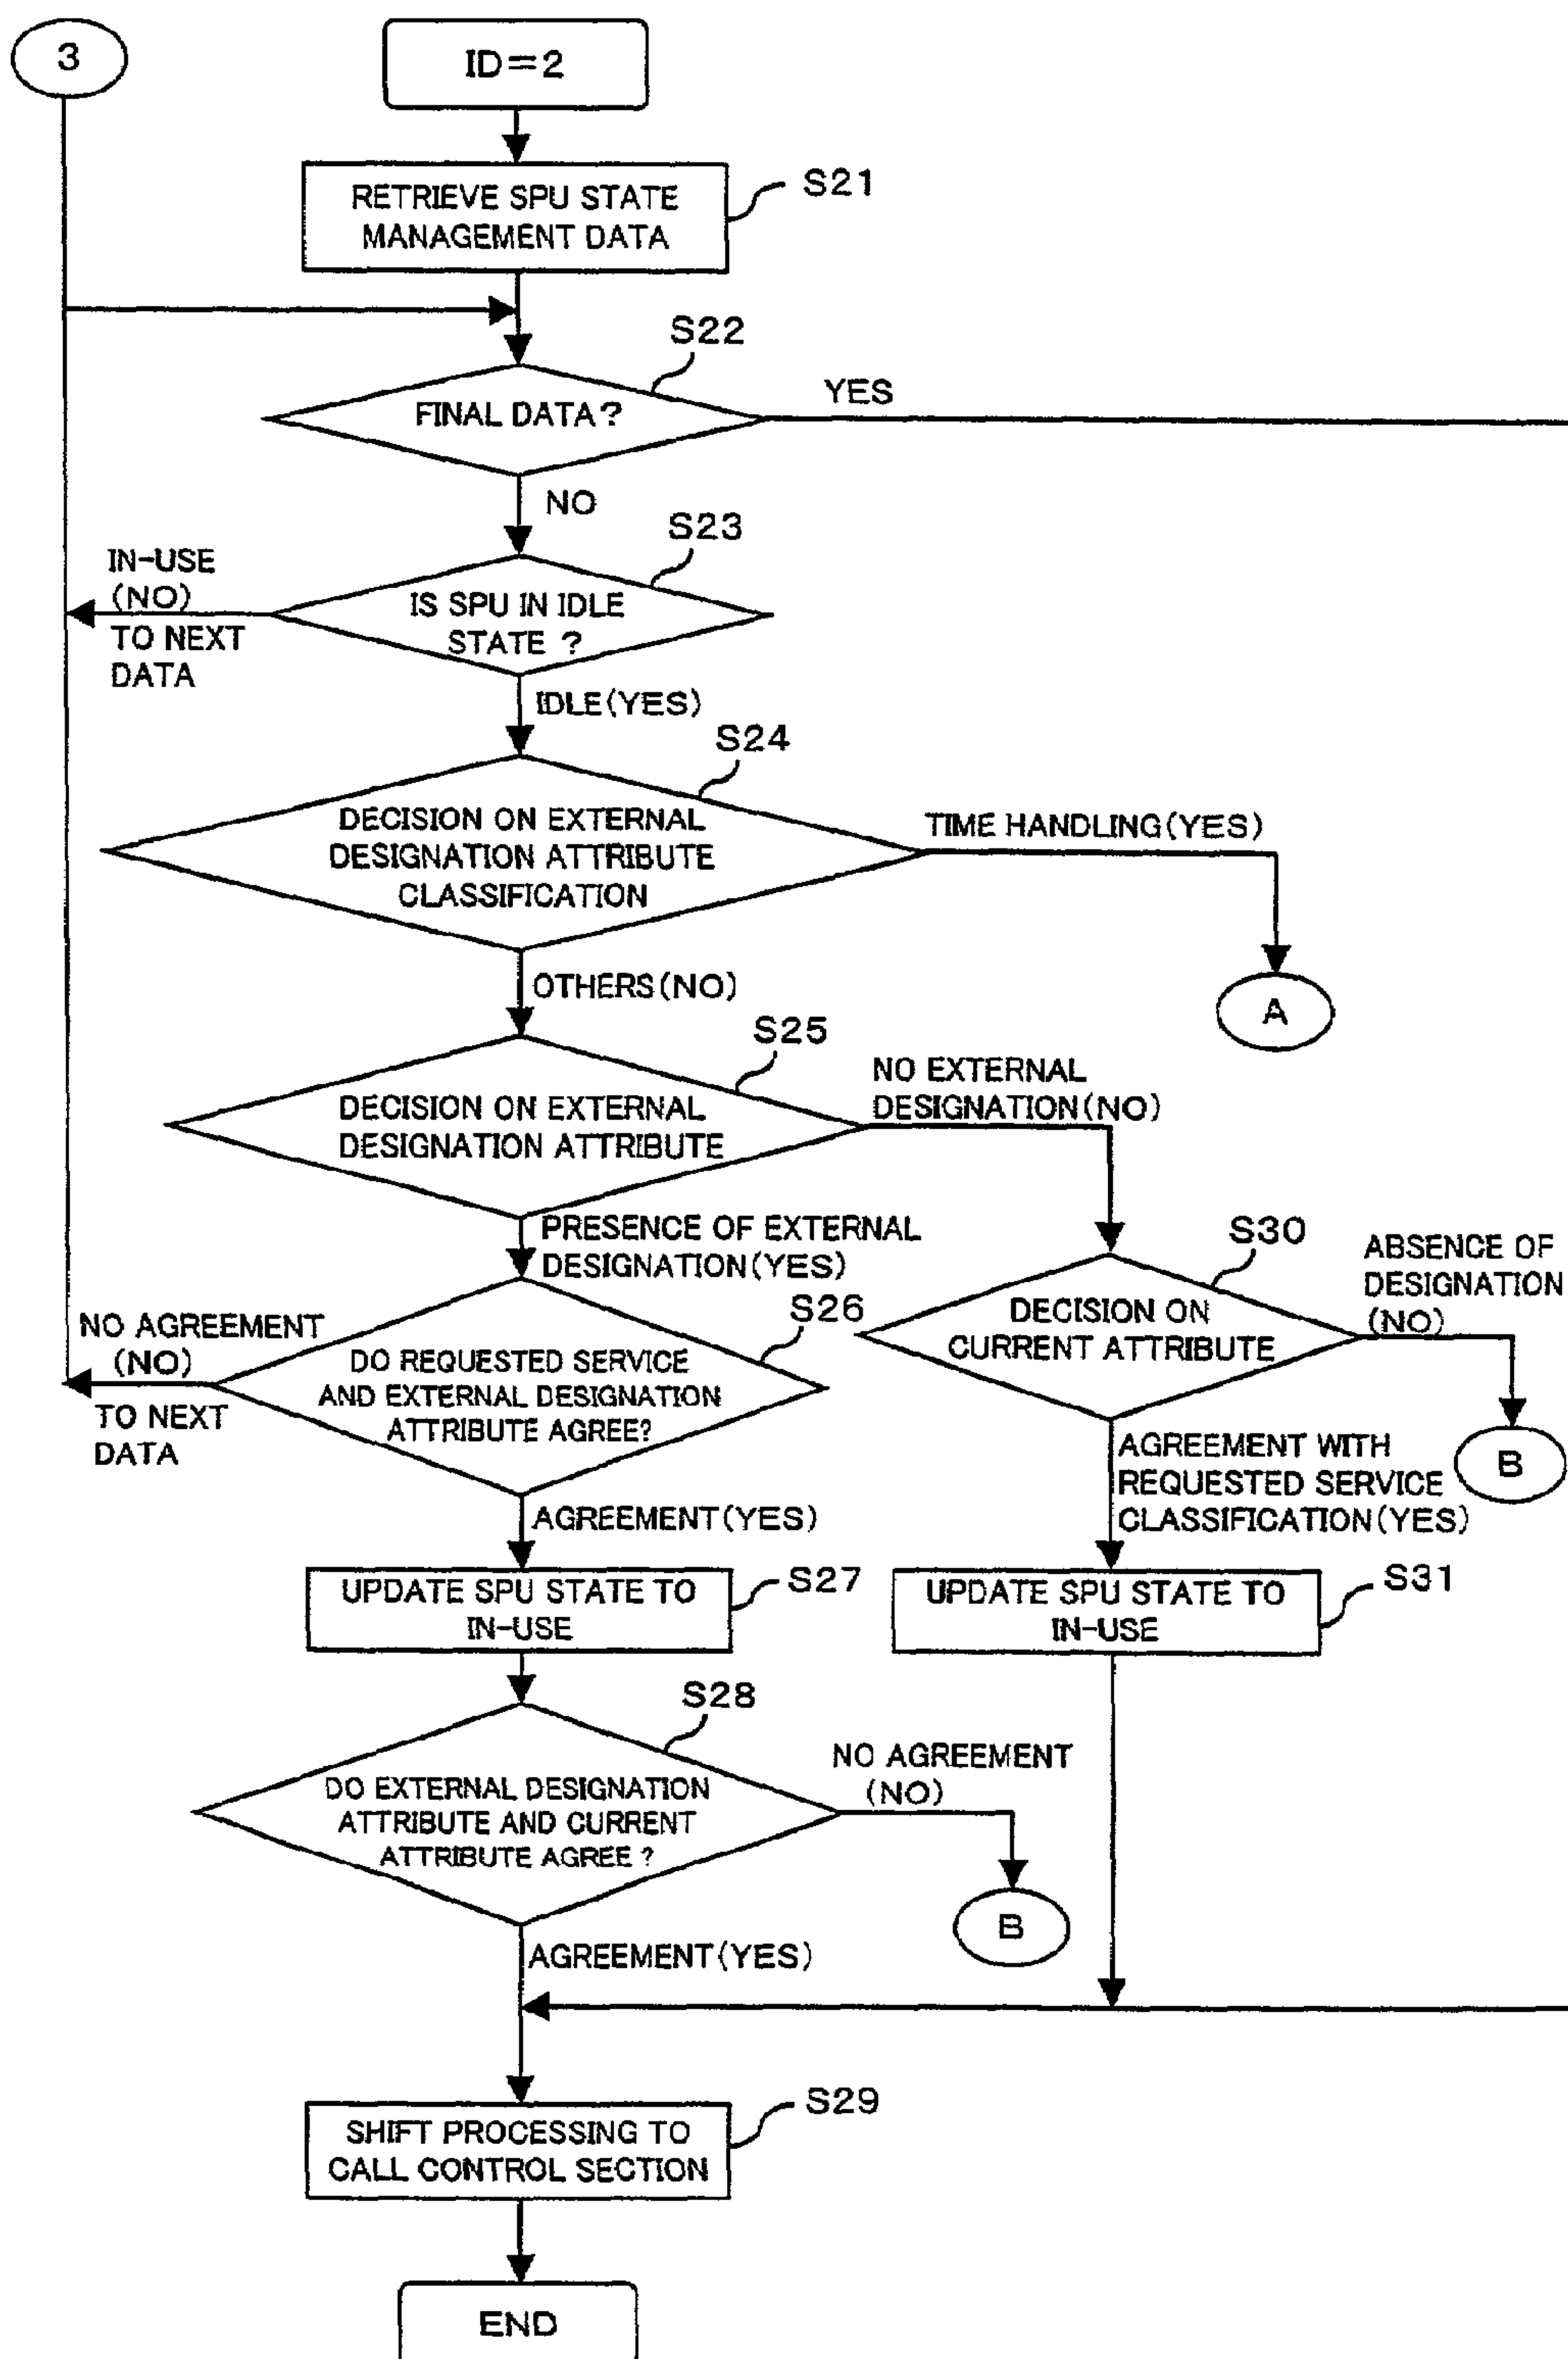 3
ID=2
RETRIEVE SPU STATE
MANAGEMENT DATA
S21
S22
FINAL DATA?
YES
NO
S23
IN-USE
(NO)
TO NEXT
DATA
IS SPU IN IDLE
STATE ?
IDLE(YES)
S24
DECISION ON EXTERNAL
DESIGNATION ATTRIBUTE
CLASSIFICATION
TIME HANDLING(YES)
A
OTHERS(NO)
S25
DECISION ON EXTERNAL
DESIGNATION ATTRIBUTE
NO EXTERNAL
DESIGNATION(NO)
PRESENCE OF EXTERNAL
DESIGNATION(YES)
S30
DECISION ON
CURRENT ATTRIBUTE
ABSENCE OF
DESIGNATION
(NO)
B
NO AGREEMENT
(NO)
TO NEXT
DATA
S26
DO REQUESTED SERVICE
AND EXTERNAL DESIGNATION
ATTRIBUTE AGREE?
AGREEMENT WITH
REQUESTED SERVICE
CLASSIFICATION(YES)
AGREEMENT(YES)
UPDATE SPU STATE TO
IN-USE
S27
UPDATE SPU STATE TO
IN-USE
S31
S28
DO EXTERNAL DESIGNATION
ATTRIBUTE AND CURRENT
ATTRIBUTE AGREE ?
NO AGREEMENT
(NO)
B
AGREEMENT(YES)
SHIFT PROCESSING TO
CALL CONTROL SECTION
S29
END